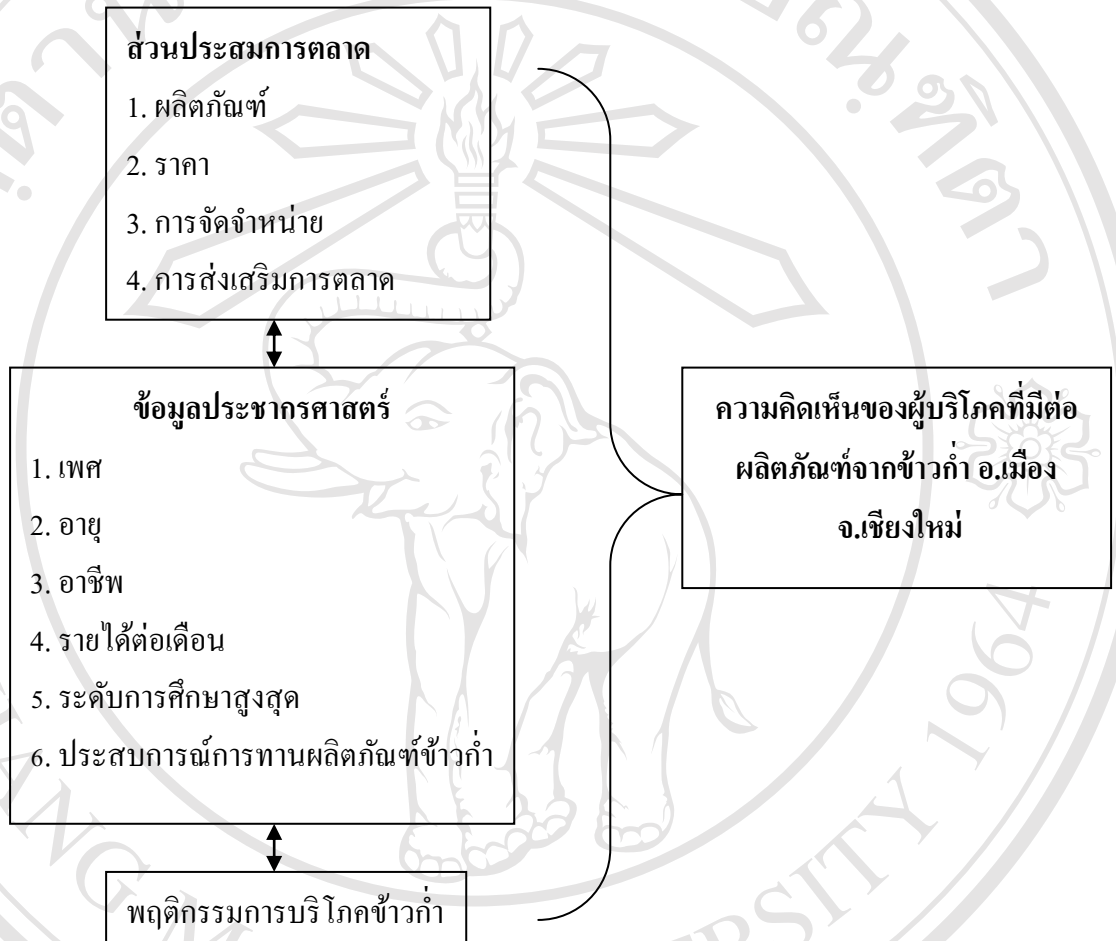 ส่วนประสมการตลาด
1. ผลิตภัณฑ์
2. ราคา
3. การจัดจำหน่าย
4. การส่งเสริมการตลาด
ข้อมูลประชากรศาสตร์
1. เพศ
2. อายุ
3. อาชีพ
4. รายได้ต่อเดือน
5. ระดับการศึกษาสูงสุด
6. ประสบการณ์การทานผลิตภัณฑ์ข้าวก่ำ
พฤติกรรมการบริโภคข้าวก่ำ
ความคิดเห็นของผู้บริโภคที่มีต่อ
ผลิตภัณฑ์จากข้าวก่ำ อ.เมือง
จ.เชียงใหม่
1964